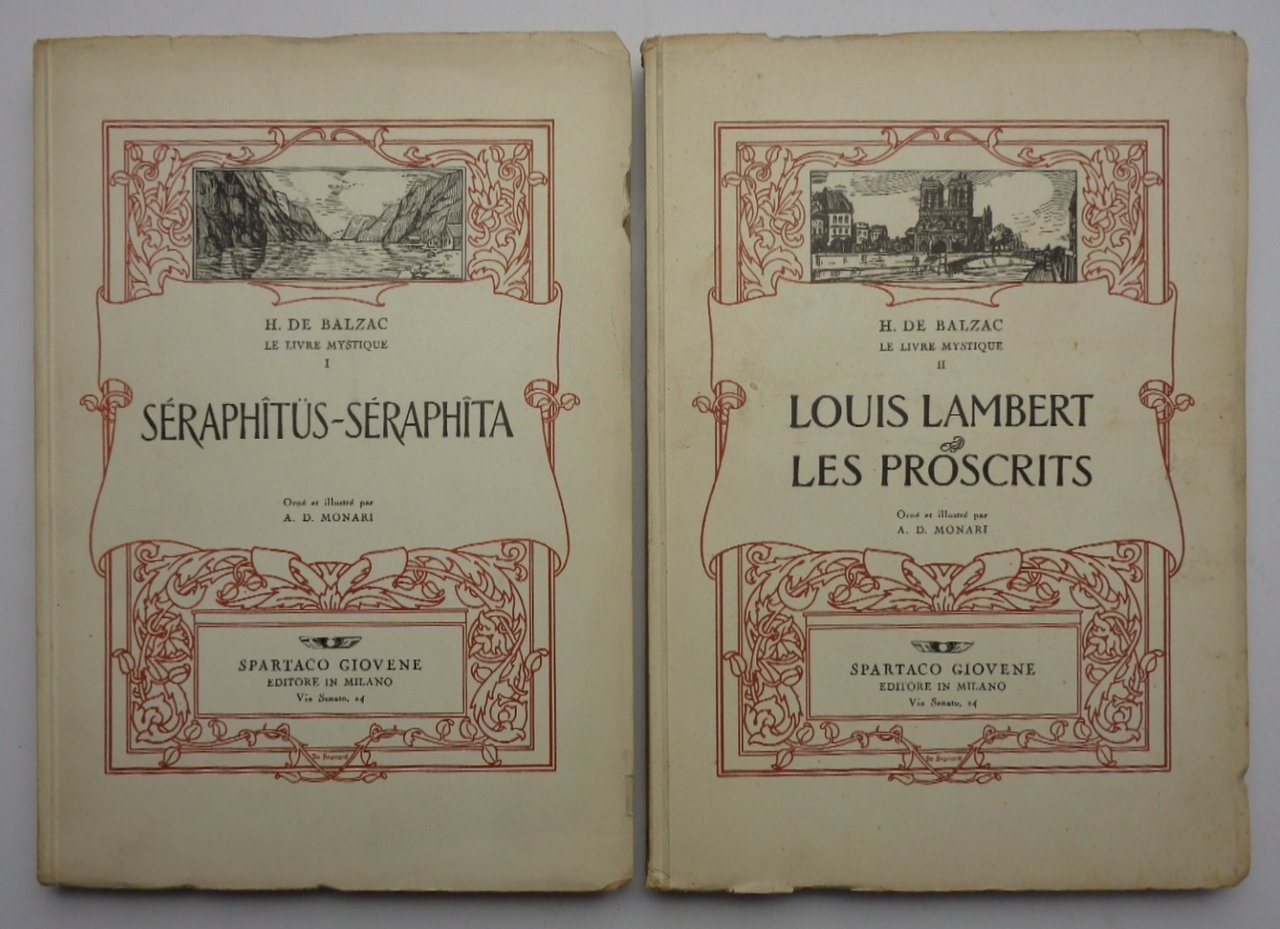 H. DE BALZAC
LE LIVRE MYSTIQUE
I
SÉRAPHÎTÜS-SÉRAPHÎTA
Orné et illustré par
A. D. MONARI
SPARTACO GIOVENE
EDITORE IN MILANO
Via Senato, 14
H. DE BALZAC
LE LIVRE MYSTIQUE
II
LOUIS LAMBERT
LES PROSCRITS
Orné et illustré par
A. D. MONARI
SPARTACO GIOVENE
EDITORE IN MILANO
Via Senato, 14